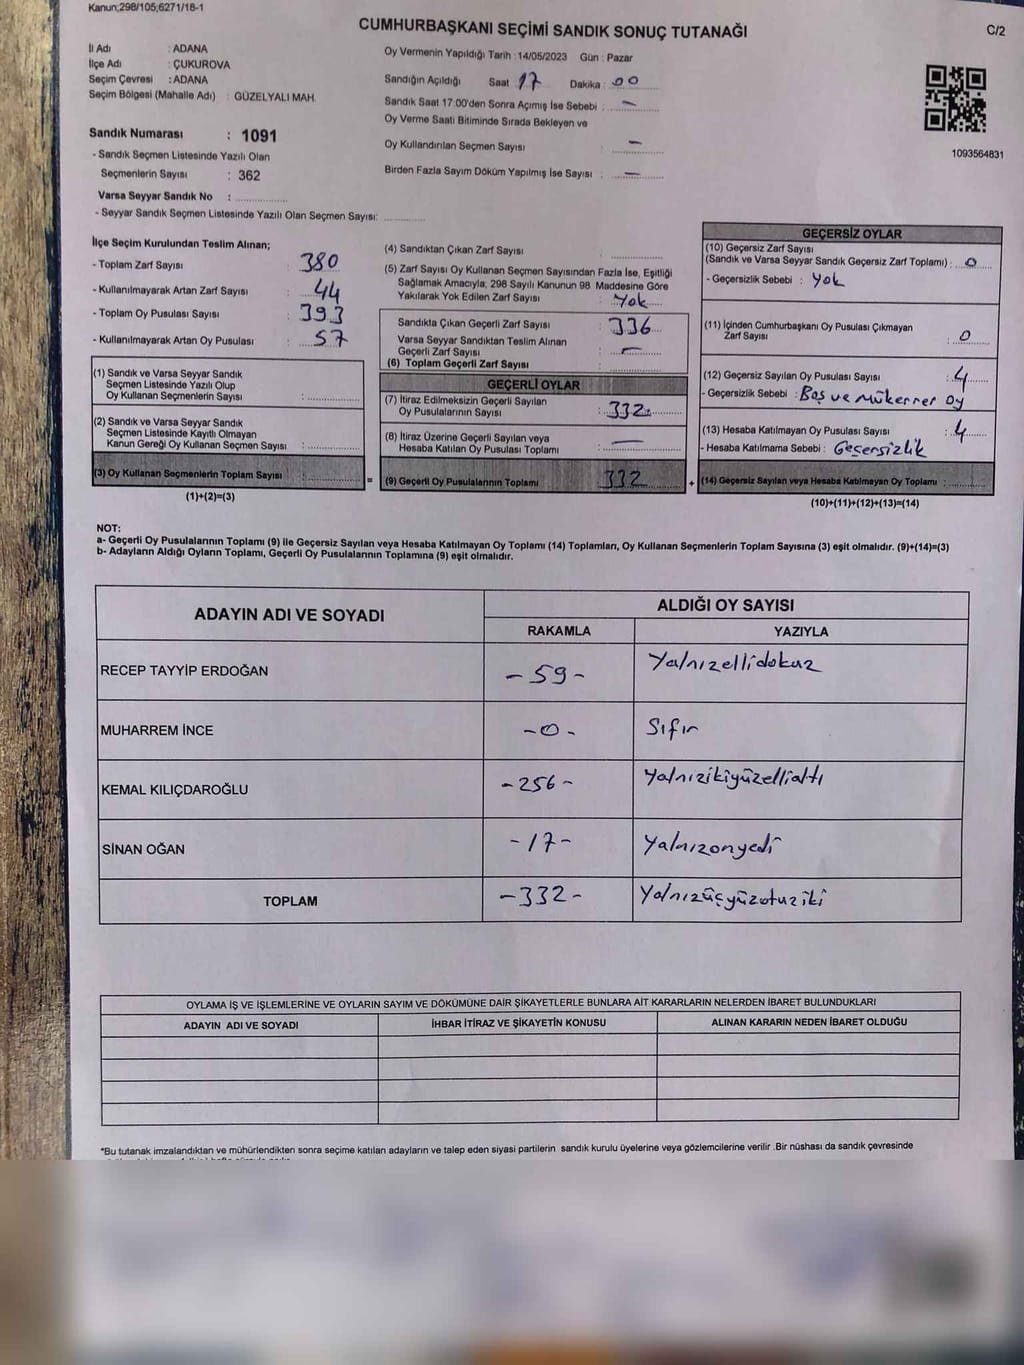 Kanun;298/105;6271/18-1
CUMHURBAŞKANI SEÇİMİ SANDIK SONUÇ TUTANAĞI
C/2
İl Adı : ADANA
İlçe Adı : ÇUKUROVA
Seçim Çevresi : ADANA
Seçim Bölgesi (Mahalle Adı) : GÜZELYALI MAH.
Oy Vermenin Yapıldığı Tarih : 14/05/2023 Gün : Pazar
Sandığın Açıldığı Saat : 17 Dakika : 00
Sandık Saat 17:00'den Sonra Açımış İse Sebebi : —
Oy Verme Saati Bitiminde Sırada Bekleyen ve
Oy Kullandırılan Seçmen Sayısı : —
Birden Fazla Sayım Döküm Yapılmış İse Sayısı : —
1093564831
Sandık Numarası : 1091
- Sandık Seçmen Listesinde Yazılı Olan
Seçmenlerin Sayısı : 362
Varsa Seyyar Sandık No : ..............
- Seyyar Sandık Seçmen Listesinde Yazılı Olan Seçmen Sayısı: ............
İlçe Seçim Kurulundan Teslim Alınan;
- Toplam Zarf Sayısı : 380
- Kullanılmayarak Artan Zarf Sayısı : 44
- Toplam Oy Pusulası Sayısı : 393
- Kullanılmayarak Artan Oy Pusulası : 57
(1) Sandık ve Varsa Seyyar Sandık
Seçmen Listesinde Yazılı Olup
Oy Kullanan Seçmenlerin Sayısı : ............
(2) Sandık ve Varsa Seyyar Sandık
Seçmen Listesinde Kayıtlı Olmayan
Kanun Gereği Oy Kullanan Seçmen Sayısı : ............
(3) Oy Kullanan Seçmenlerin Toplam Sayısı : ............
(1)+(2)=(3)
=
(4) Sandıktan Çıkan Zarf Sayısı : ............
(5) Zarf Sayısı Oy Kullanan Seçmen Sayısından Fazla İse, Eşitliği
Sağlamak Amacıyla; 298 Sayılı Kanunun 98 Maddesine Göre
Yakılarak Yok Edilen Zarf Sayısı : Yok
Sandıkta Çıkan Geçerli Zarf Sayısı : 336
Varsa Seyyar Sandıktan Teslim Alınan
Geçerli Zarf Sayısı : —
(6) Toplam Geçerli Zarf Sayısı :
GEÇERLİ OYLAR
(7) İtiraz Edilmeksizin Geçerli Sayılan
Oy Pusulalarının Sayısı : 332
(8) İtiraz Üzerine Geçerli Sayılan veya
Hesaba Katılan Oy Pusulası Toplamı : —
(9) Geçerli Oy Pusulalarının Toplamı : 332
+
GEÇERSİZ OYLAR
(10) Geçersiz Zarf Sayısı
(Sandık ve Varsa Seyyar Sandık Geçersiz Zarf Toplamı) : 0
- Geçersizlik Sebebi : Yok
(11) İçinden Cumhurbaşkanı Oy Pusulası Çıkmayan
Zarf Sayısı : 0
(12) Geçersiz Sayılan Oy Pusulası Sayısı : 4
- Geçersizlik Sebebi : Boş ve Mükerrer Oy
(13) Hesaba Katılmayan Oy Pusulası Sayısı : 4
- Hesaba Katılmama Sebebi : Geçersizlik
(14) Geçersiz Sayılan veya Hesaba Katılmayan Oy Toplamı : ............
(10)+(11)+(12)+(13)=(14)
NOT:
a- Geçerli Oy Pusulalarının Toplamı (9) ile Geçersiz Sayılan veya Hesaba Katılmayan Oy Toplamı (14) Toplamları, Oy Kullanan Seçmenlerin Toplam Sayısına (3) eşit olmalıdır. (9)+(14)=(3)
b- Adayların Aldığı Oyların Toplamı, Geçerli Oy Pusulalarının Toplamına (9) eşit olmalıdır.
ADAYIN ADI VE SOYADI
ALDIĞI OY SAYISI
RAKAMLA YAZIYLA
RECEP TAYYİP ERDOĞAN -59- Yalnızellidokuz
MUHARREM İNCE -0- Sıfır
KEMAL KILIÇDAROĞLU -256- Yalnızikiyüzellialtı
SİNAN OĞAN -17- Yalnızonyedi
TOPLAM -332- Yalnızüçyüzotuziki
OYLAMA İŞ VE İŞLEMLERİNE VE OYLARIN SAYIM VE DÖKÜMÜNE DAİR ŞİKAYETLERLE BUNLARA AİT KARARLARIN NELERDEN İBARET BULUNDUKLARI
ADAYIN ADI VE SOYADI İHBAR İTİRAZ VE ŞİKAYETİN KONUSU ALINAN KARARIN NEDEN İBARET OLDUĞU
*Bu tutanak imzalandıktan ve mühürlendikten sonra seçime katılan adayların ve talep eden siyasi partilerin sandık kurulu üyelerine veya gözlemcilerine verilir .Bir nüshası da sandık çevresinde